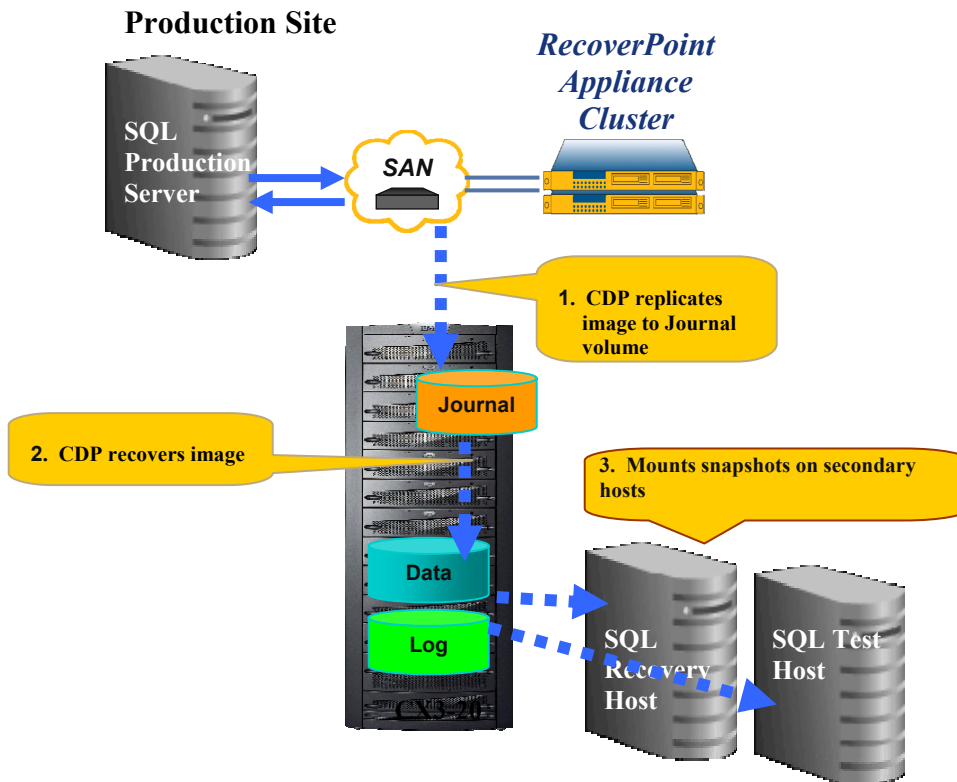 Production Site
RecoverPoint
Appliance
Cluster
SQL
Production
Server
SAN
1. CDP replicates
image to Journal
volume
Journal
2. CDP recovers image
3. Mounts snapshots on secondary
hosts
Data
Log
SQL
Recovery
Host
SQL Test
Host
CX3-20